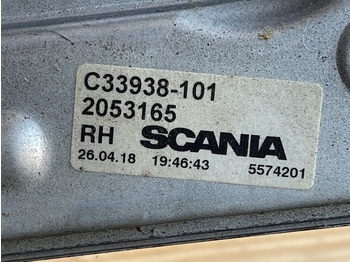 C33938-101
2053165
RH SCANIA
26.04.18 19:46:43 5574201